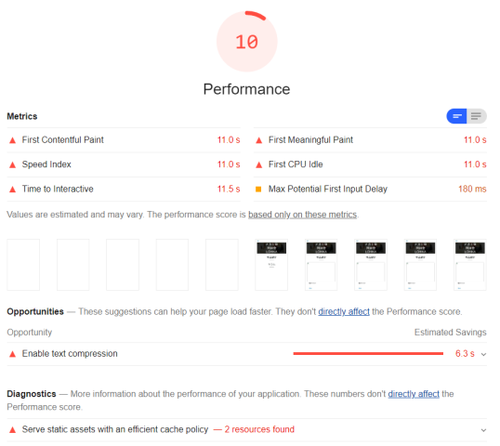 10
Performance
Metrics
First Contentful Paint 11.0 s First Meaningful Paint 11.0 s
Speed Index 11.0 s First CPU Idle 11.0 s
Time to Interactive 11.5 s Max Potential First Input Delay 180 ms
Values are estimated and may vary. The performance score is based only on these metrics.
Opportunities — These suggestions can help your page load faster. They don't directly affect the Performance score.
Opportunity Estimated Savings
Enable text compression 6.3 s
Diagnostics — More information about the performance of your application. These numbers don't directly affect the
Performance score.
Serve static assets with an efficient cache policy — 2 resources found